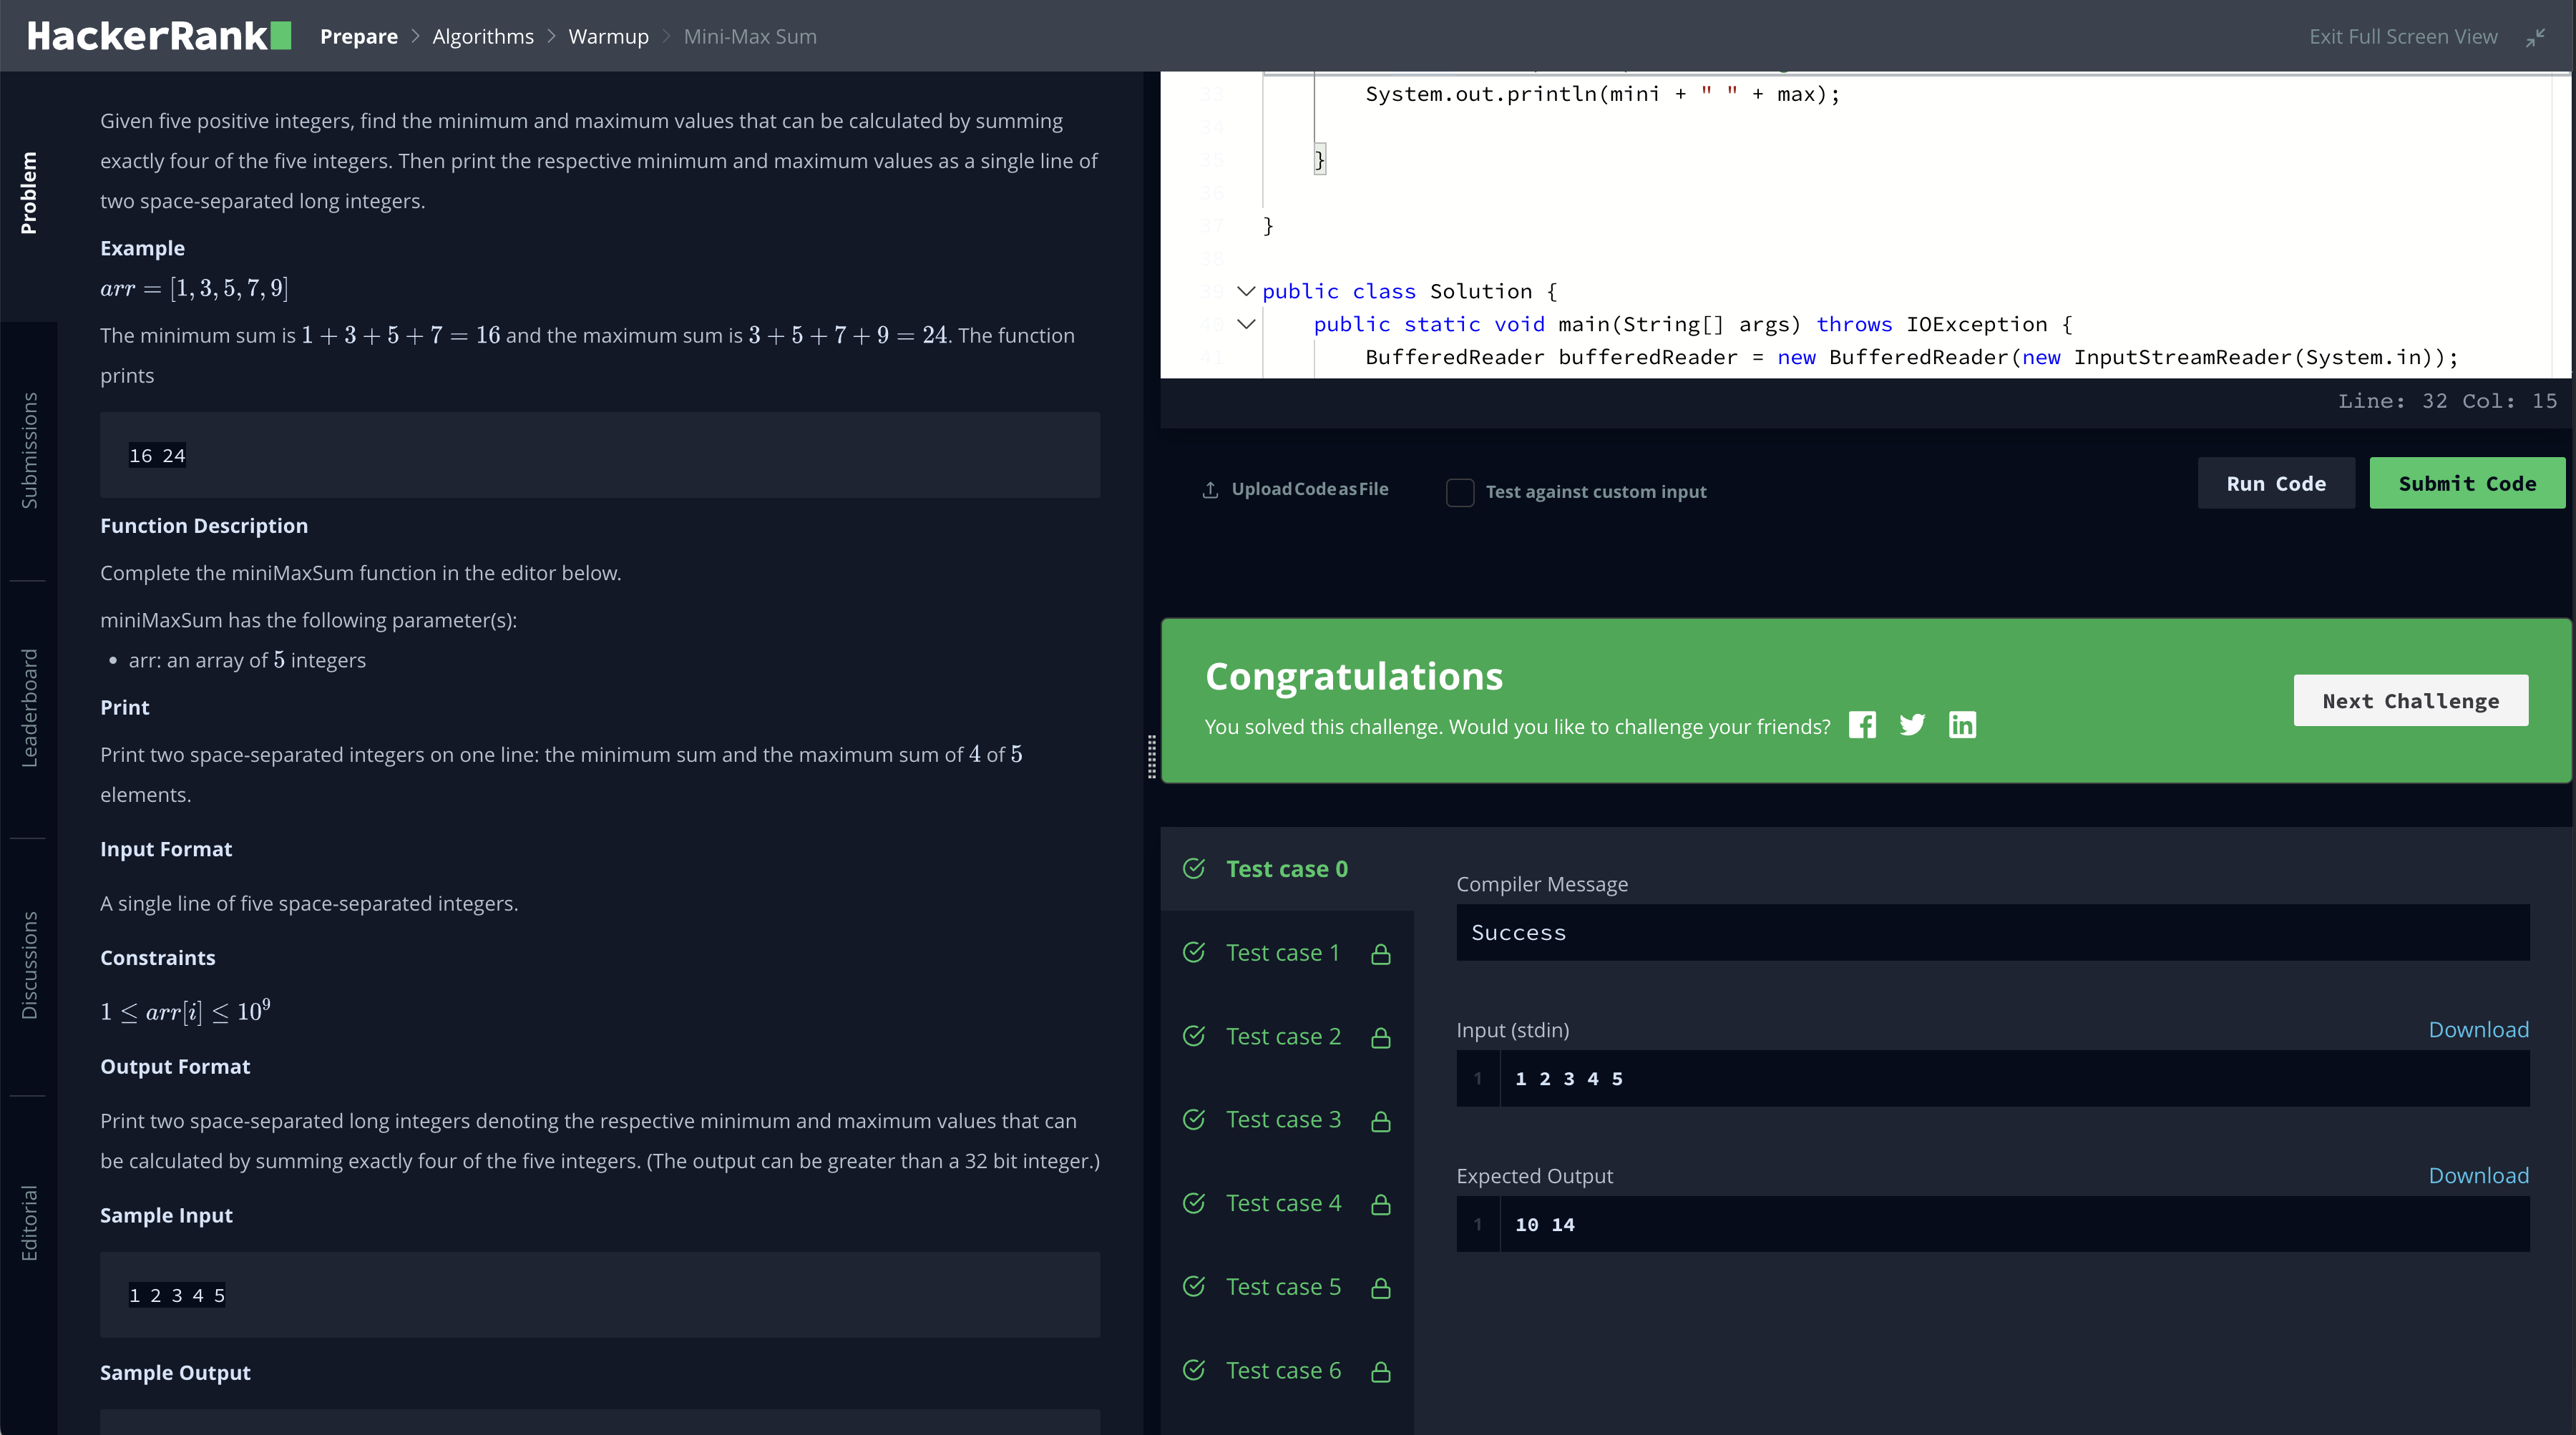 HackerRank
Prepare > Algorithms > Warmup > Mini-Max Sum
Exit Full Screen View
Problem
Submissions
Leaderboard
Discussions
Editorial
Given five positive integers, find the minimum and maximum values that can be calculated by summing
exactly four of the five integers. Then print the respective minimum and maximum values as a single line of
two space-separated long integers.
Example
arr = [1, 3, 5, 7, 9]
The minimum sum is 1 + 3 + 5 + 7 = 16 and the maximum sum is 3 + 5 + 7 + 9 = 24. The function
prints
16 24
Function Description
Complete the miniMaxSum function in the editor below.
miniMaxSum has the following parameter(s):
• arr: an array of 5 integers
Print
Print two space-separated integers on one line: the minimum sum and the maximum sum of 4 of 5
elements.
Input Format
A single line of five space-separated integers.
Constraints
1 ≤ arr[i] ≤ 10⁹
Output Format
Print two space-separated long integers denoting the respective minimum and maximum values that can
be calculated by summing exactly four of the five integers. (The output can be greater than a 32 bit integer.)
Sample Input
1 2 3 4 5
Sample Output
33 System.out.println(mini + " " + max);
34
35 }
36
37 }
38
39 public class Solution {
40 public static void main(String[] args) throws IOException {
41 BufferedReader bufferedReader = new BufferedReader(new InputStreamReader(System.in));
Line: 32 Col: 15
Upload Code as File
Test against custom input
Run Code
Submit Code
Congratulations
You solved this challenge. Would you like to challenge your friends?
Next Challenge
Test case 0
Test case 1
Test case 2
Test case 3
Test case 4
Test case 5
Test case 6
Compiler Message
Success
Input (stdin)
Download
1 1 2 3 4 5
Expected Output
Download
1 10 14